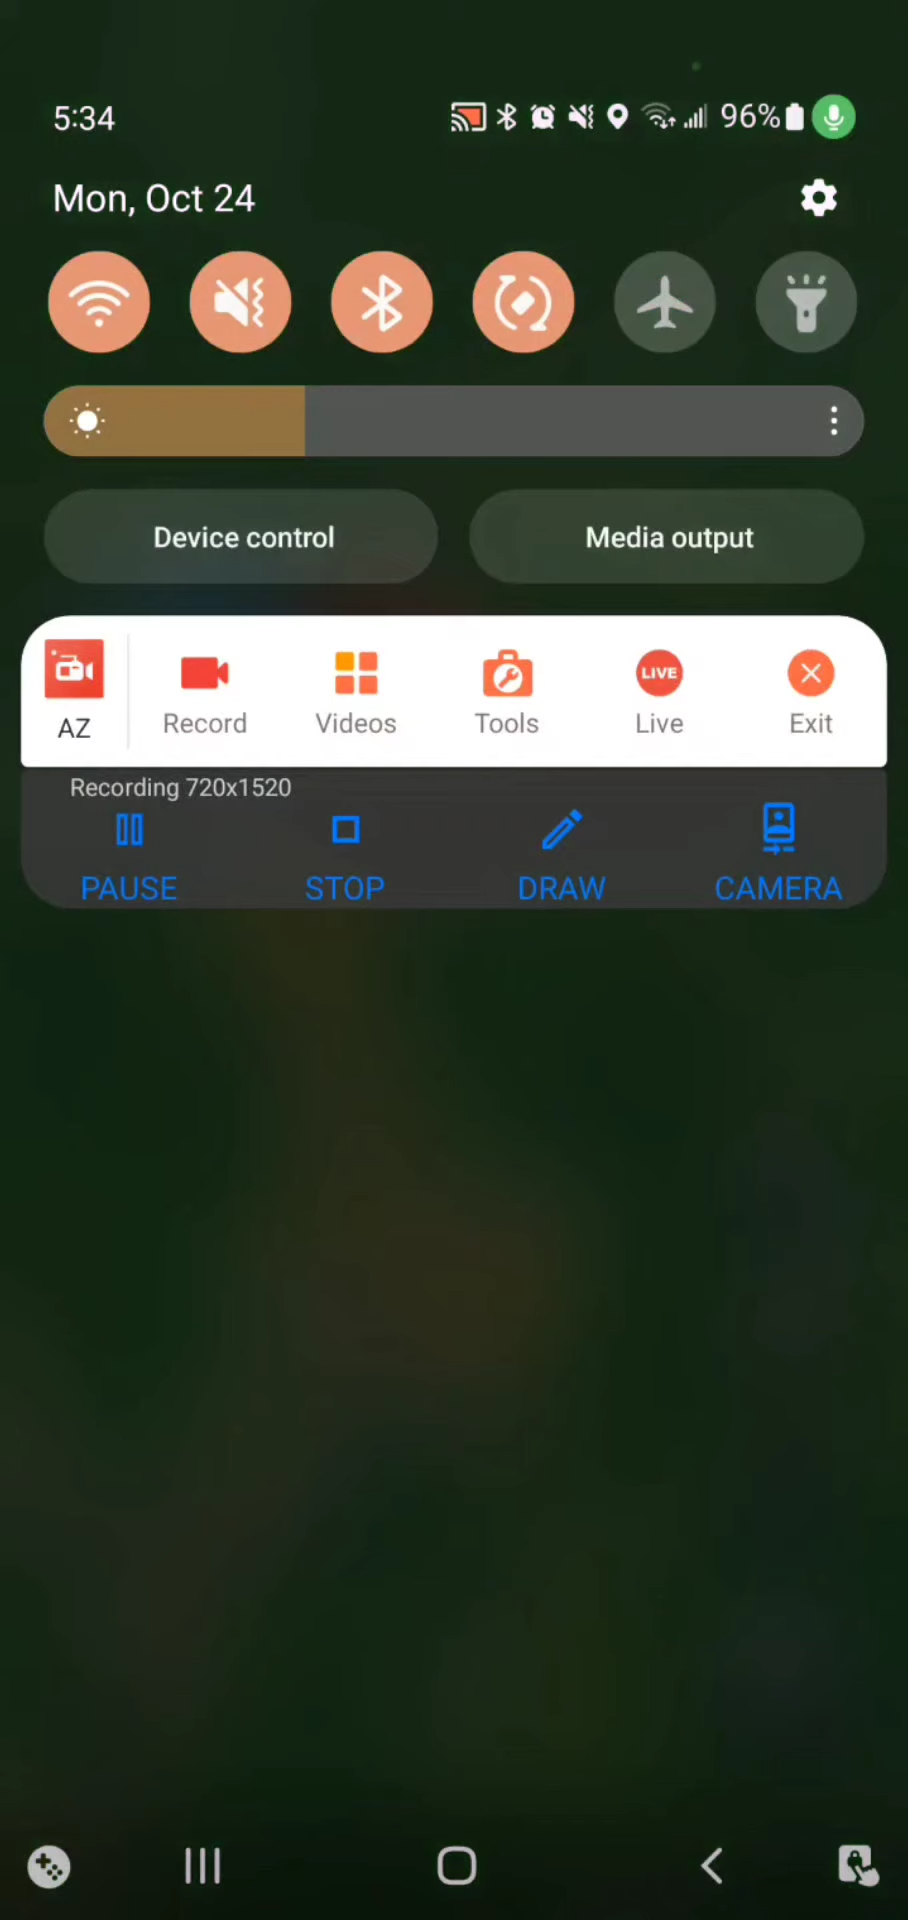 5:34 96%
Mon, Oct 24
Device control Media output
AZ Record Videos Tools LIVE Live Exit
Recording 720x1520
PAUSE STOP DRAW CAMERA